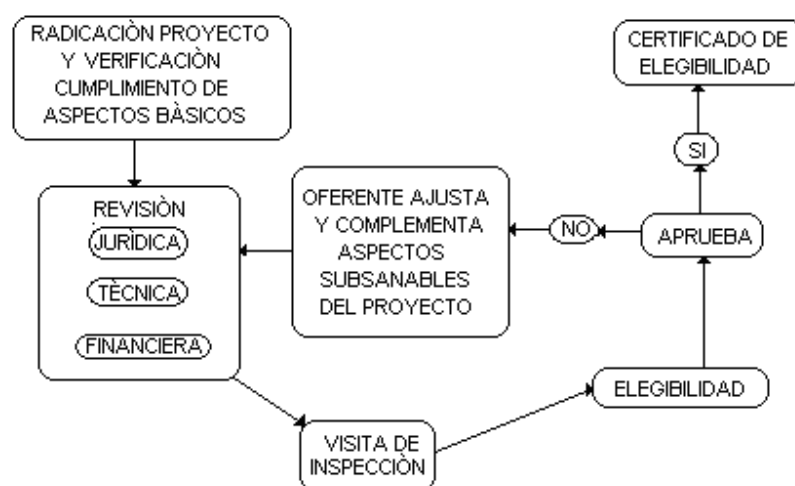 RADICACIÒN PROYECTO
Y VERIFICACIÒN
CUMPLIMIENTO DE
ASPECTOS BÀSICOS
CERTIFICADO DE
ELEGIBILIDAD
SI
REVISIÒN
JURÌDICA
TÈCNICA
FINANCIERA
OFERENTE AJUSTA
Y COMPLEMENTA
ASPECTOS
SUBSANABLES
DEL PROYECTO
NO
APRUEBA
ELEGIBILIDAD
VISITA DE
INSPECCIÒN